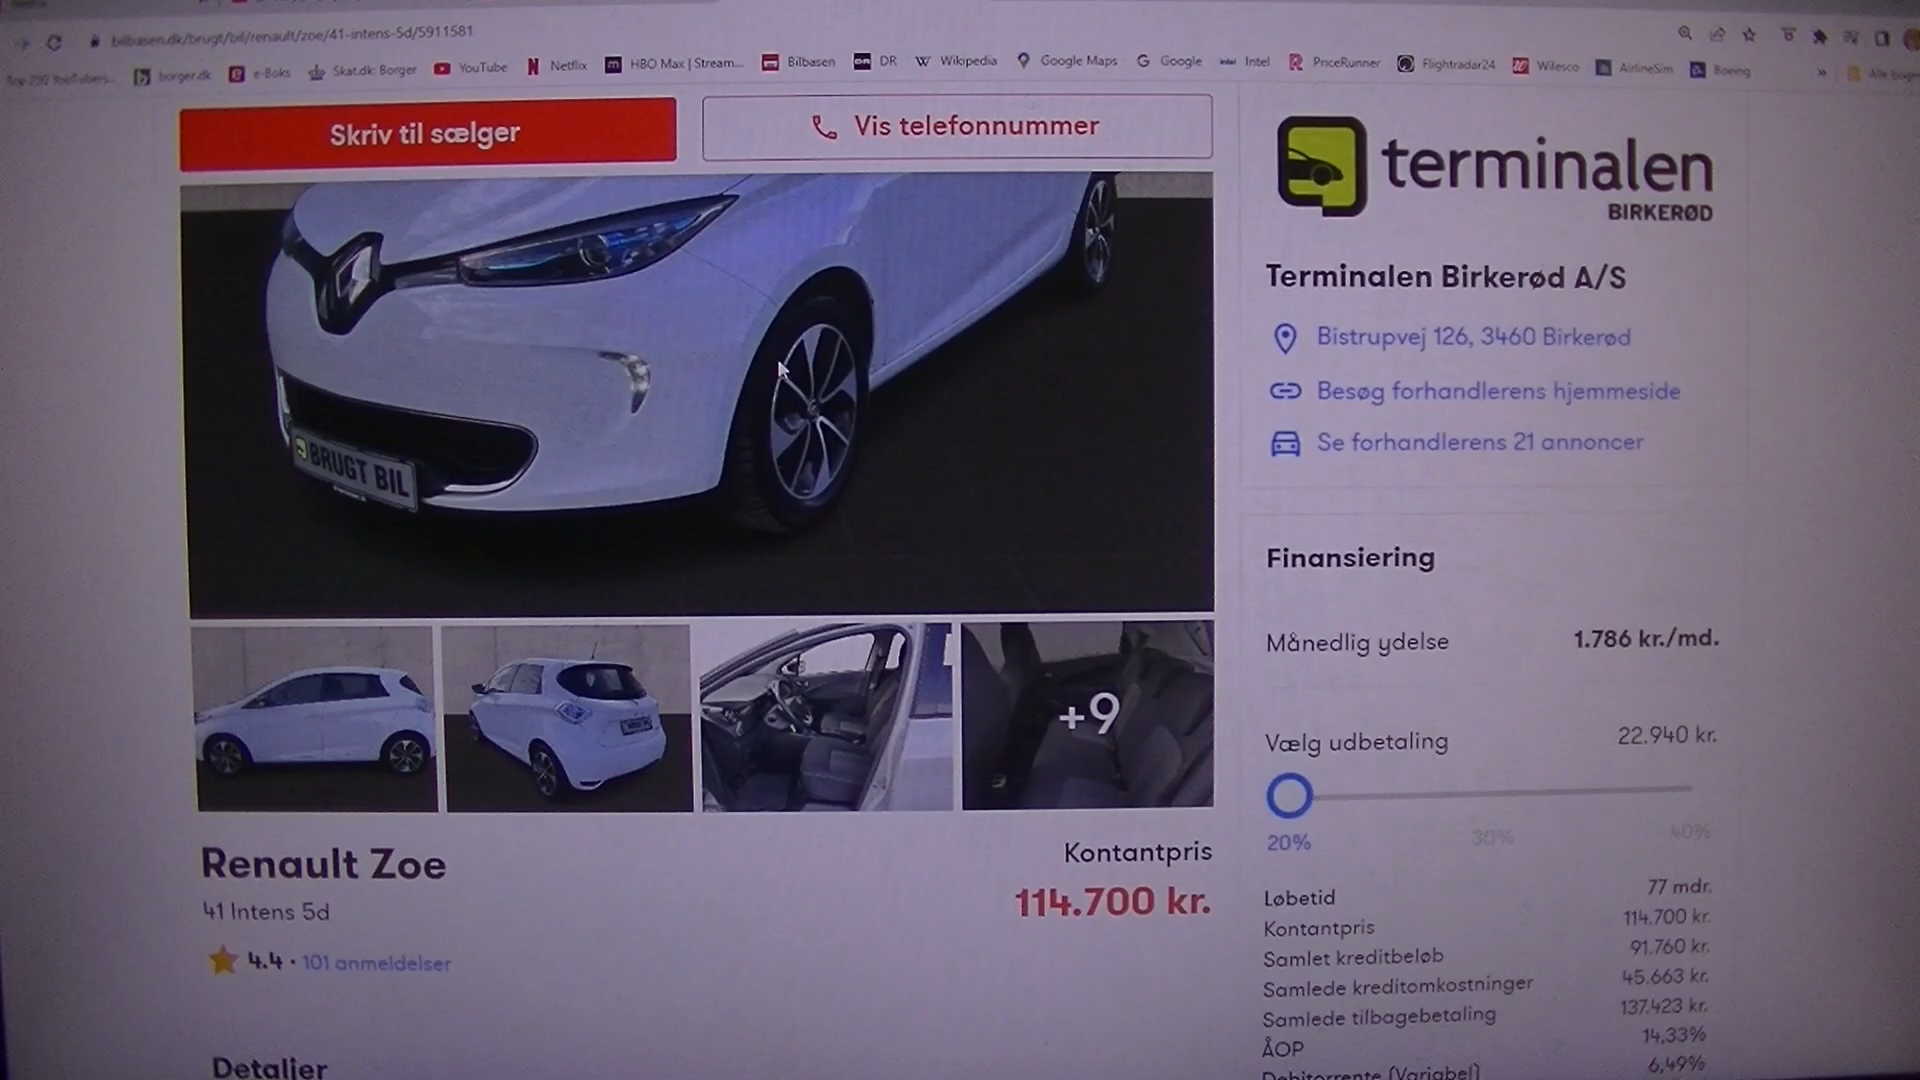 bilbasen.dk/brugt/bil/renault/zoe/41-intens-5d/5911581
borger.dk
e-Boks
Skat.dk: Borger
YouTube
Netflix
HBO Max | Stream...
Bilbasen
DR
Wikipedia
Google Maps
Google
Intel
PriceRunner
Flightradar24
Wilesco
AirlineSim
Boeing
Skriv til sælger
Vis telefonnummer
BRUGT BIL
+9
Renault Zoe
41 Intens 5d
4.4 • 101 anmeldelser
Kontantpris
114.700 kr.
Detaljer
terminalen
BIRKERØD
Terminalen Birkerød A/S
Bistrupvej 126, 3460 Birkerød
Besøg forhandlerens hjemmeside
Se forhandlerens 21 annoncer
Finansiering
Månedlig ydelse 1.786 kr./md.
Vælg udbetaling 22.940 kr.
20% 30% 40%
Løbetid 77 mdr.
Kontantpris 114.700 kr.
Samlet kreditbeløb 91.760 kr.
Samlede kreditomkostninger 45.663 kr.
Samlede tilbagebetaling 137.423 kr.
ÅOP 14,33%
Debitorrente (Variabel) 6,49%